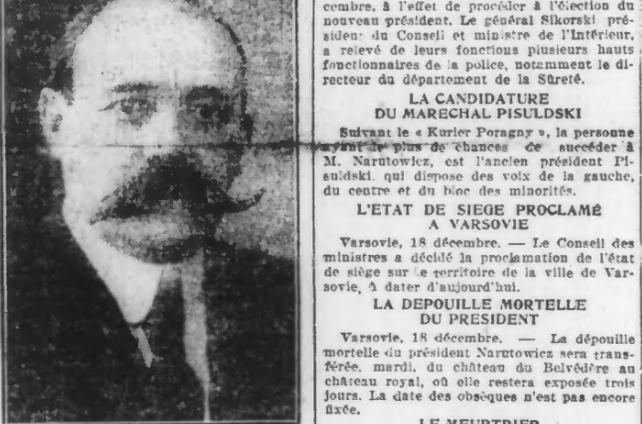 cembre, à l'effet de procéder à l'élection du
nouveau président. Le général Sikorski pré-
siden· du Conseil et ministre de l'Intérieur,
a relevé de leurs fonctions plusieurs hauts
fonctionnaires de la police, notamment le di-
recteur du département de la Sûreté.
LA CANDIDATURE
DU MARECHAL PISULDSKI
Suivant le « Kurier Poragny », la personne
ayant le plus de chances de succéder à
M. Narutowicz, est l'ancien président Pi-
suldski, qui dispose des voix de la gauche,
du centre et du bloc des minorités.
L'ETAT DE SIEGE PROCLAMÉ
A VARSOVIE
Varsovie, 18 décembre. — Le Conseil des
ministres a décidé la proclamation de l'état
de siège sur le territoire de la ville de Var-
sovie, à dater d'aujourd'hui.
LA DEPOUILLE MORTELLE
DU PRESIDENT
Varsovie, 18 décembre. — La dépouille
mortelle du président Narutowicz sera trans-
férée, mardi, du château du Belvédère au
château royal, où elle restera exposée trois
jours. La date des obsèques n'est pas encore
fixée.
LE MEURTRIER